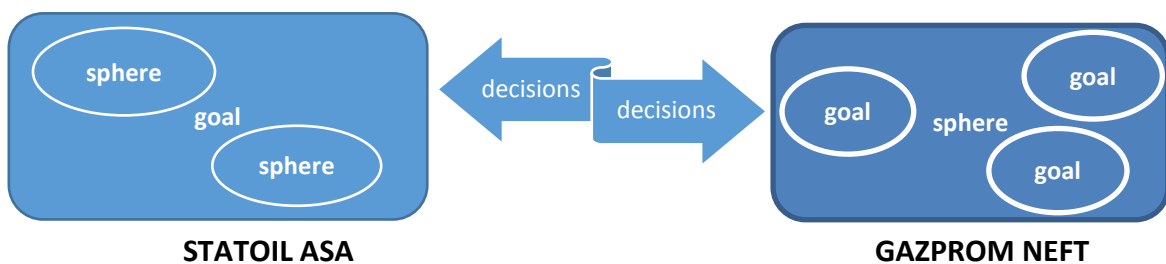 sphere
goal
sphere
STATOIL ASA
decisions
decisions
goal
goal
sphere
goal
GAZPROM NEFT